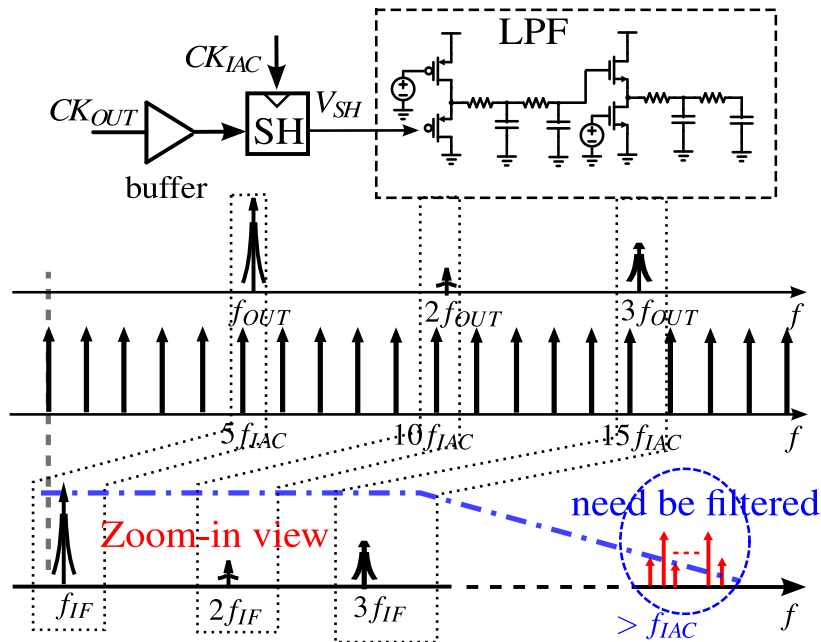 LPF
CK_IAC
CK_OUT
SH
V_SH
buffer
f_OUT
2f_OUT
3f_OUT
f
5f_IAC
10f_IAC
15f_IAC
f
need be filtered
Zoom-in view
f_IF
2f_IF
3f_IF
f
> f_IAC